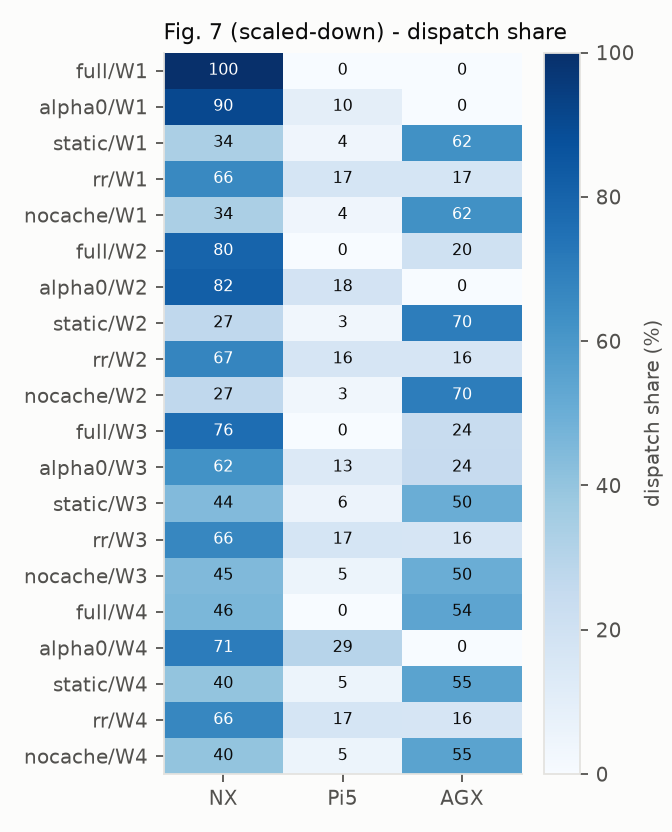 Fig. 7 (scaled-down) - dispatch share
full/W1 100 0 0
alpha0/W1 90 10 0
static/W1 34 4 62
rr/W1 66 17 17
nocache/W1 34 4 62
full/W2 80 0 20
alpha0/W2 82 18 0
static/W2 27 3 70
rr/W2 67 16 16
nocache/W2 27 3 70
full/W3 76 0 24
alpha0/W3 62 13 24
static/W3 44 6 50
rr/W3 66 17 16
nocache/W3 45 5 50
full/W4 46 0 54
alpha0/W4 71 29 0
static/W4 40 5 55
rr/W4 66 17 16
nocache/W4 40 5 55
NX Pi5 AGX
100
80
60
40
20
0
dispatch share (%)